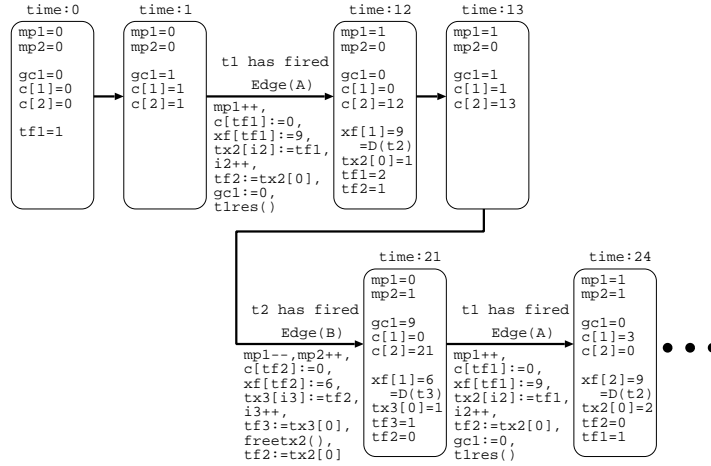 time:0
mp1=0
mp2=0
gc1=0
c[1]=0
c[2]=0
tf1=1
time:1
mp1=0
mp2=0
gc1=1
c[1]=1
c[2]=1
t1 has fired
Edge(A)
mp1++,
c[tf1]:=0,
xf[tf1]:=9,
tx2[i2]:=tf1,
i2++,
tf2:=tx2[0],
gc1:=0,
t1res()
time:12
mp1=1
mp2=0
gc1=0
c[1]=0
c[2]=12
xf[1]=9
=D(t2)
tx2[0]=1
tf1=2
tf2=1
time:13
mp1=1
mp2=0
gc1=1
c[1]=1
c[2]=13
t2 has fired
Edge(B)
mp1--,mp2++,
c[tf2]:=0,
xf[tf2]:=6,
tx3[i3]:=tf2,
i3++,
tf3:=tx3[0],
freetx2(),
tf2:=tx2[0]
time:21
mp1=0
mp2=1
gc1=9
c[1]=0
c[2]=21
xf[1]=6
=D(t3)
tx3[0]=1
tf3=1
tf2=0
t1 has fired
Edge(A)
mp1++,
c[tf1]:=0,
xf[tf1]:=9,
tx2[i2]:=tf1,
i2++,
tf2:=tx2[0],
gc1:=0,
t1res()
time:24
mp1=1
mp2=1
gc1=0
c[1]=3
c[2]=0
xf[2]=9
=D(t2)
tx2[0]=2
tf2=0
tf1=1